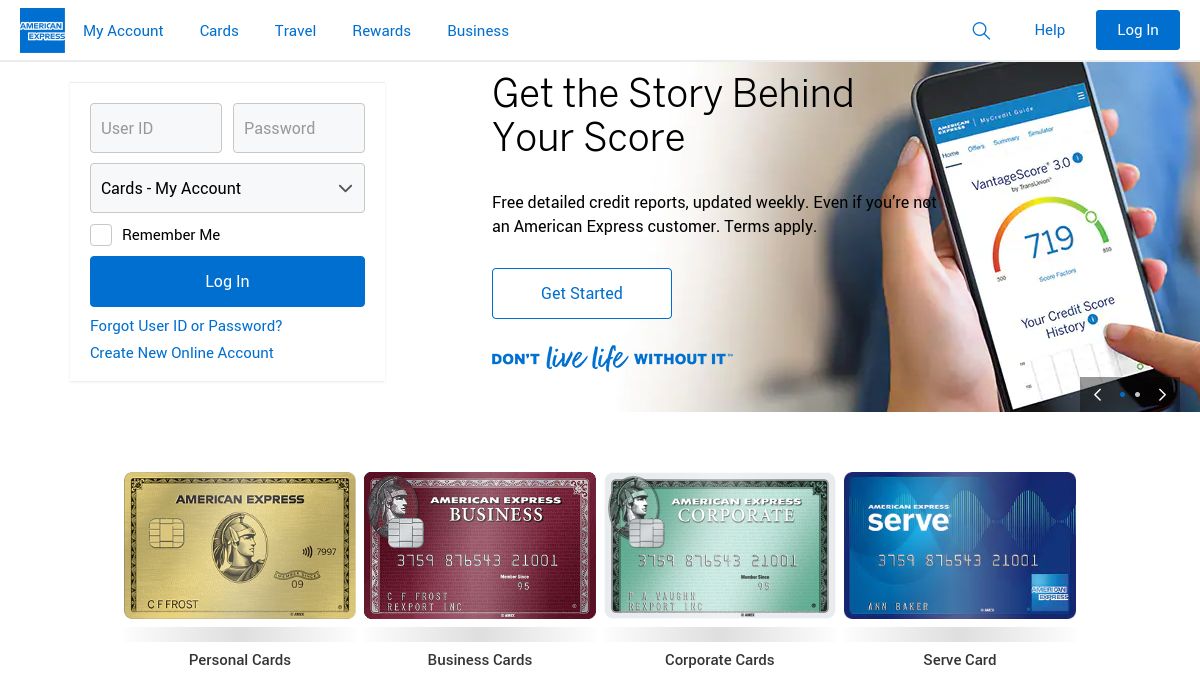 AMERICAN
EXPRESS
My Account
Cards
Travel
Rewards
Business
Help
Log In
User ID
Password
Cards - My Account
Remember Me
Log In
Forgot User ID or Password?
Create New Online Account
Get the Story Behind
Your Score
Free detailed credit reports, updated weekly. Even if you're not
an American Express customer. Terms apply.
Get Started
DON'T live life WITHOUT IT™
AMERICAN
EXPRESS
MyCredit Guide
Home
Offers
Summary
Simulator
VantageScore® 3.0
by TransUnion®
719
300
850
Score Factors
Your Credit Score
History
AMERICAN EXPRESS
7997
MEMBER SINCE
09
C F FROST
© AMEX
AMERICAN EXPRESS
BUSINESS
3759 876543 21001
Member Since
95
C F FROST
REXPORT INC
© AMEX
AMERICAN EXPRESS
CORPORATE
3759 876543 21001
Member Since
95
REXPORT INC
© AMEX
AMERICAN EXPRESS
serve
3759 876543 21001
ANN BAKER
© AMEX
AMERICAN
EXPRESS
Personal Cards
Business Cards
Corporate Cards
Serve Card